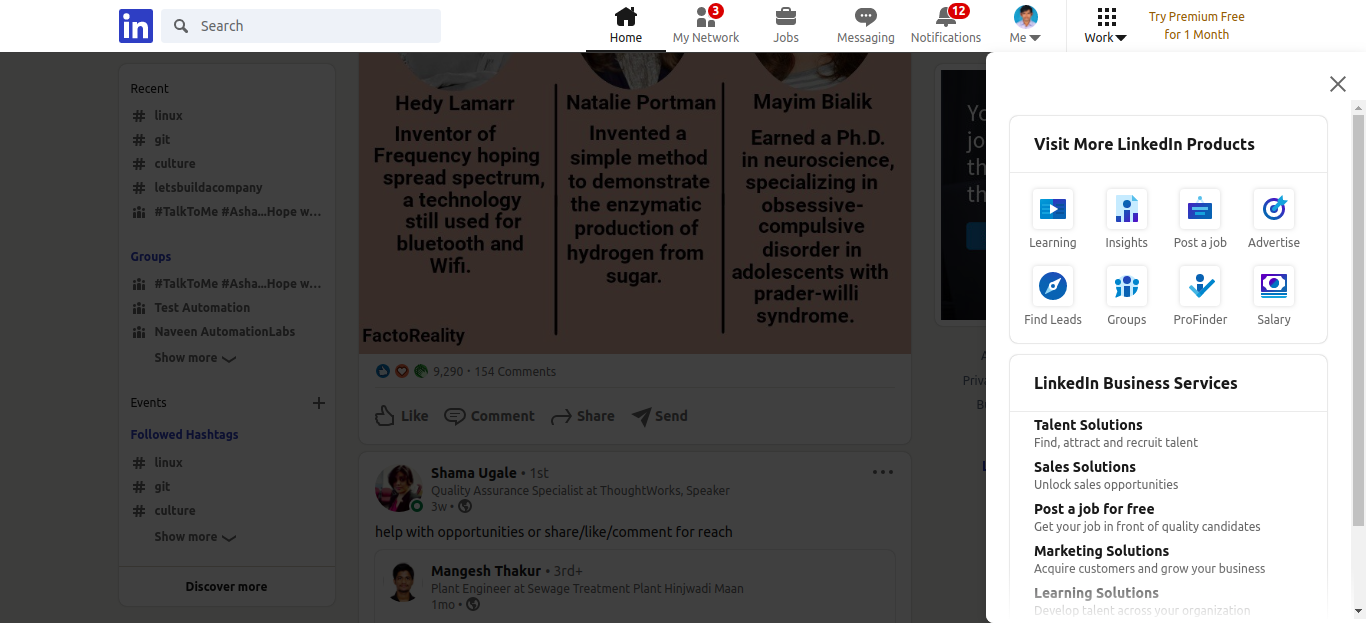 in
Search
Home
3
My Network
Jobs
Messaging
12
Notifications
Me
Work
Try Premium Free
for 1 Month
Recent
linux
git
culture
letsbuildacompany
#TalkToMe #Asha...Hope w...
Groups
#TalkToMe #Asha...Hope w...
Test Automation
Naveen AutomationLabs
Show more
Events
Followed Hashtags
linux
git
culture
Show more
Discover more
Hedy Lamarr
Inventor of
Frequency hoping
spread spectrum,
a technology
still used for
bluetooth and
Wifi.
Natalie Portman
Invented a
simple method
to demonstrate
the enzymatic
production of
hydrogen from
sugar.
Mayim Bialik
Earned a Ph.D.
in neuroscience,
specializing in
obsessive-
compulsive
disorder in
adolescents with
prader-willi
syndrome.
FactoReality
9,290 • 154 Comments
Like
Comment
Share
Send
Shama Ugale • 1st
Quality Assurance Specialist at ThoughtWorks, Speaker
3w •
help with opportunities or share/like/comment for reach
Mangesh Thakur • 3rd+
Plant Engineer at Sewage Treatment Plant Hinjwadi Maan
1mo •
Visit More LinkedIn Products
Learning
Insights
Post a job
Advertise
Find Leads
Groups
ProFinder
Salary
LinkedIn Business Services
Talent Solutions
Find, attract and recruit talent
Sales Solutions
Unlock sales opportunities
Post a job for free
Get your job in front of quality candidates
Marketing Solutions
Acquire customers and grow your business
Learning Solutions
Develop talent across your organization